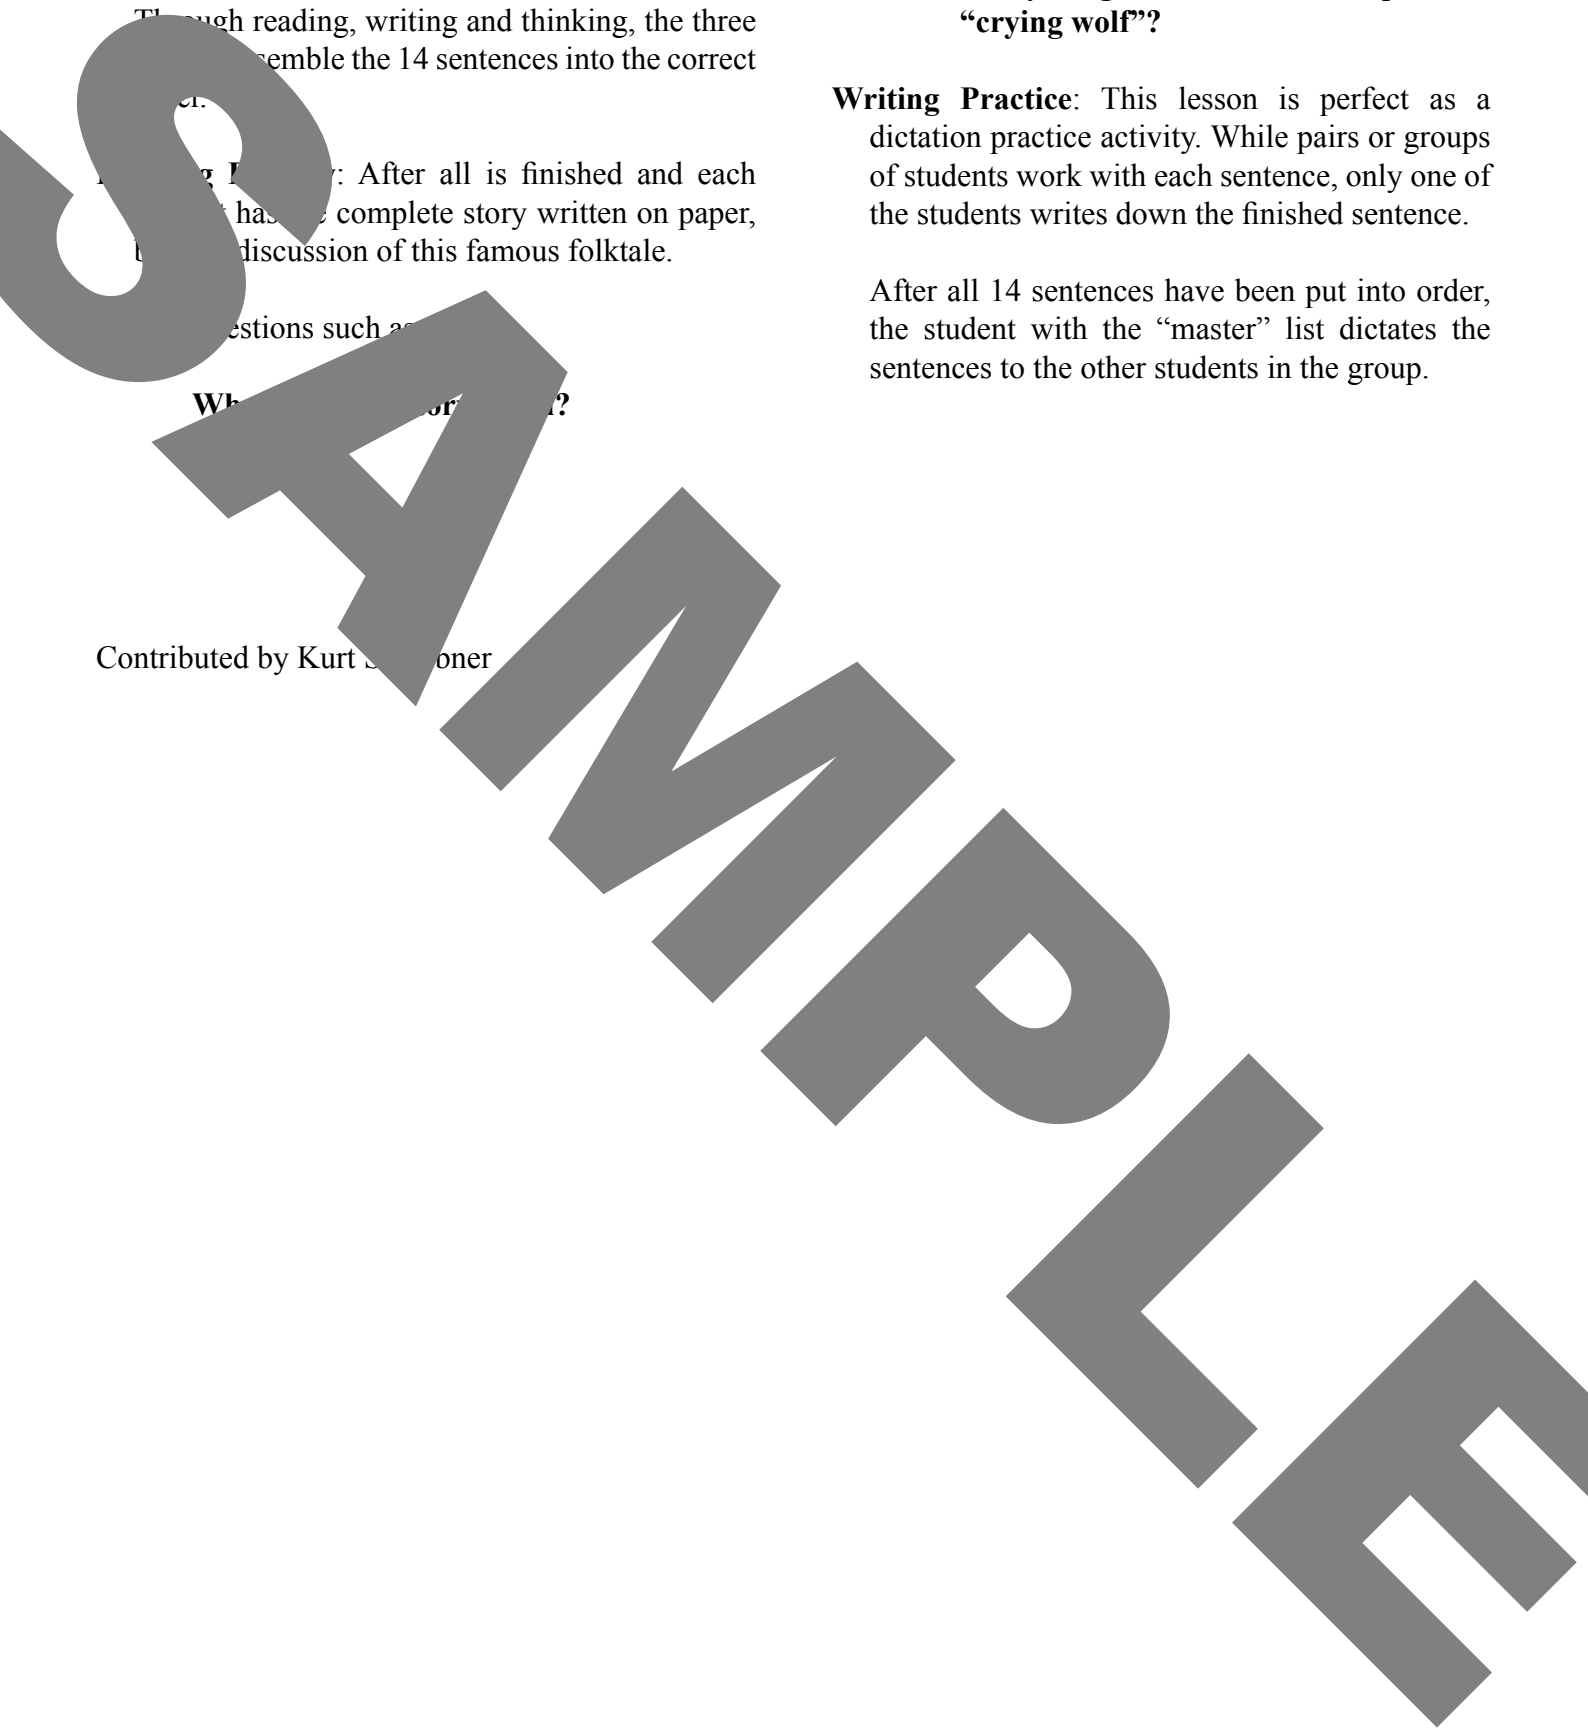 Through reading, writing and thinking, the three
the 14 sentences into the correct
: After all is finished and each
has complete story written on paper,
discussion of this famous folktale.
such as
Contributed by Kurt
“crying wolf”?
Writing Practice: This lesson is perfect as a
dictation practice activity. While pairs or groups
of students work with each sentence, only one of
the students writes down the finished sentence.
After all 14 sentences have been put into order,
the student with the “master” list dictates the
sentences to the other students in the group.
SAMPLE